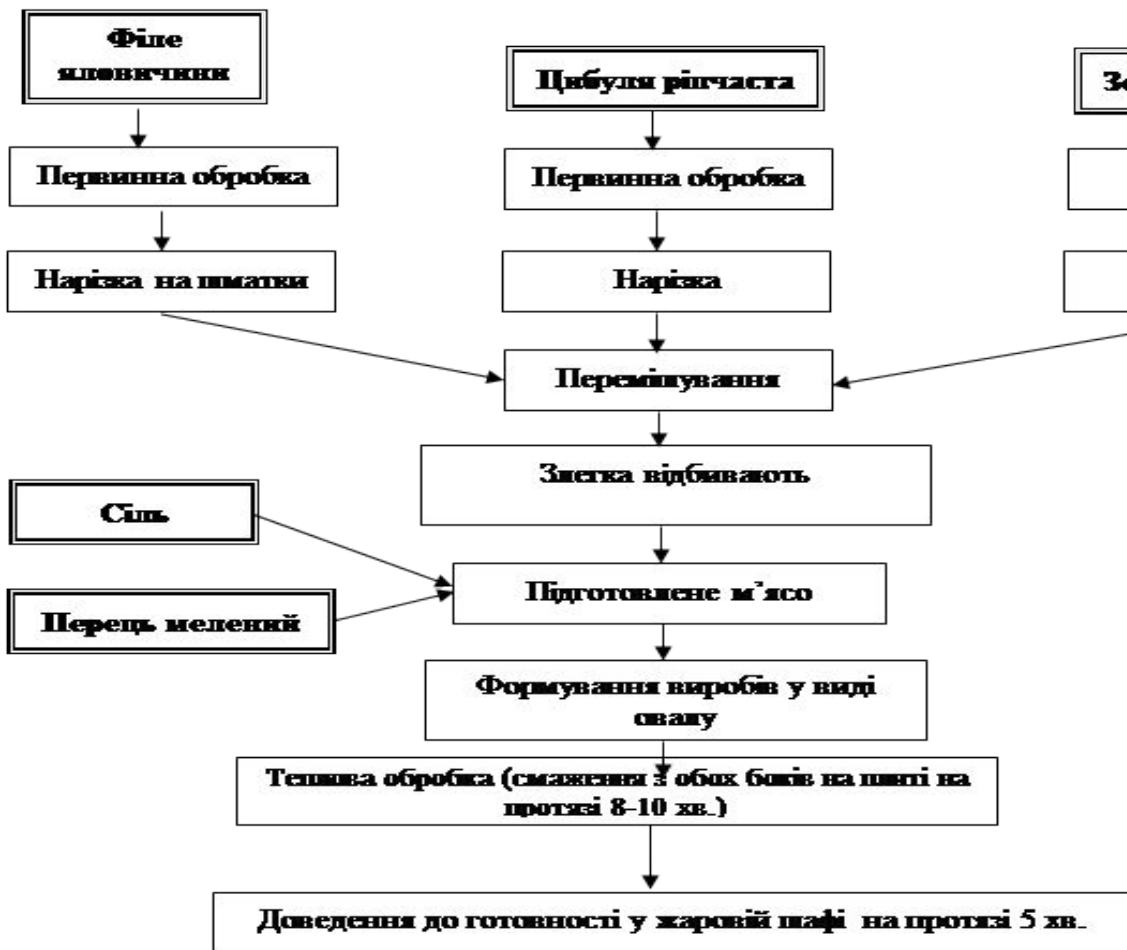 Філе
яловичини
Цибуля ріпчаста
Первинна обробка
Первинна обробка
Нарізка на шматки
Нарізка
Перемішування
Злегка відбивають
Сіль
Підготовлене м’ясо
Перець мелений
Формування виробів у виді
овалу
Теплова обробка (смаження з обох боків на плиті на
протязі 8-10 хв.)
Доведення до готовності у жаровій шафі на протязі 5 хв.